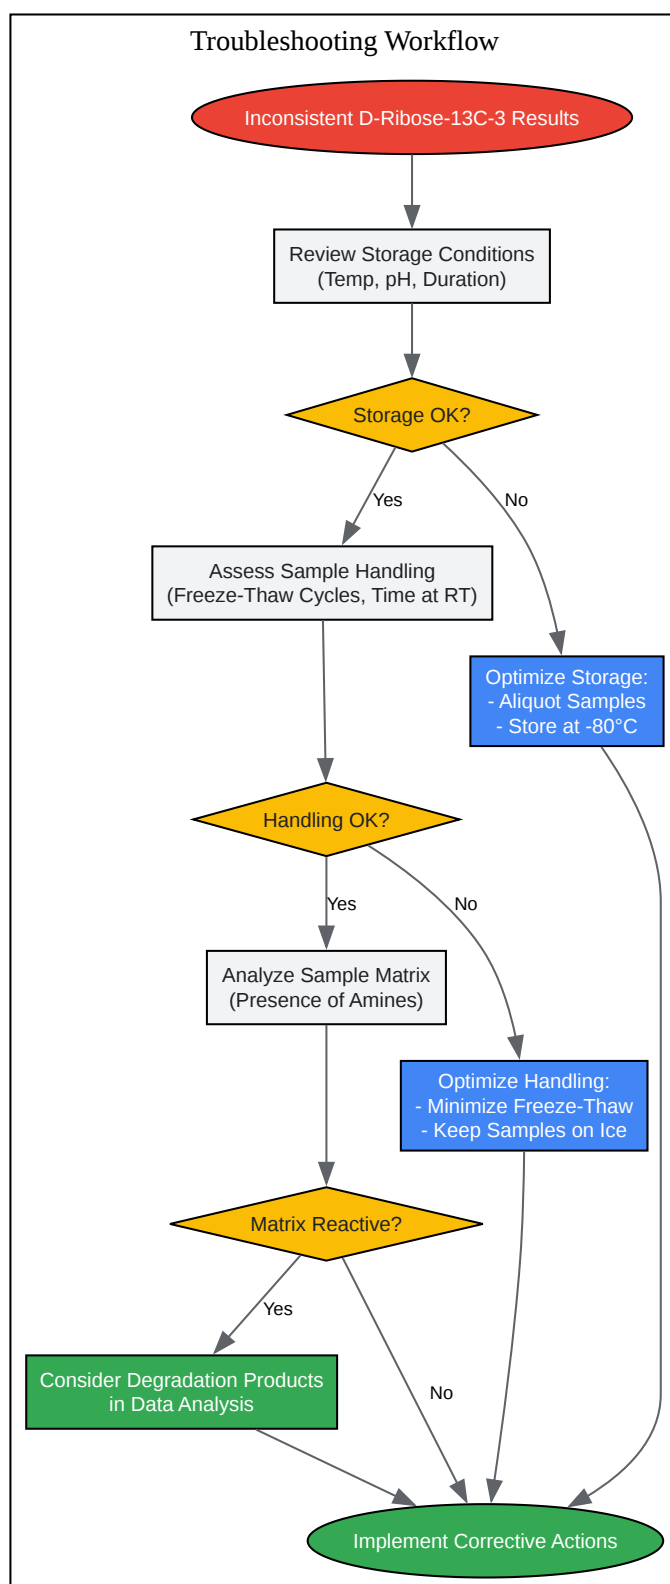 Troubleshooting Workflow
Inconsistent D-Ribose-13C-3 Results
Review Storage Conditions
(Temp, pH, Duration)
Storage OK?
Yes
No
Assess Sample Handling
(Freeze-Thaw Cycles, Time at RT)
Optimize Storage:
- Aliquot Samples
- Store at -80°C
Handling OK?
Yes
No
Analyze Sample Matrix
(Presence of Amines)
Optimize Handling:
- Minimize Freeze-Thaw
- Keep Samples on Ice
Matrix Reactive?
Yes
No
Consider Degradation Products
in Data Analysis
Implement Corrective Actions